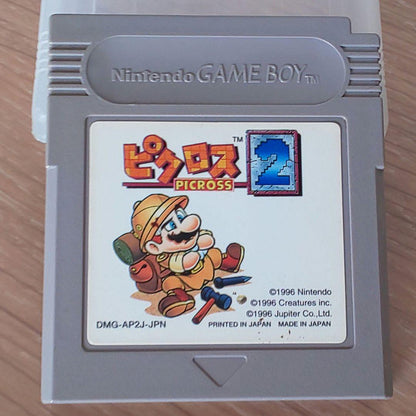 Nintendo GAME BOY TM
ピクロス 2 TM
PICROSS
©1996 Nintendo
©1996 Creatures inc.
©1996 Jupiter Co.,Ltd.
DMG-AP2J-JPN PRINTED IN JAPAN MADE IN JAPAN